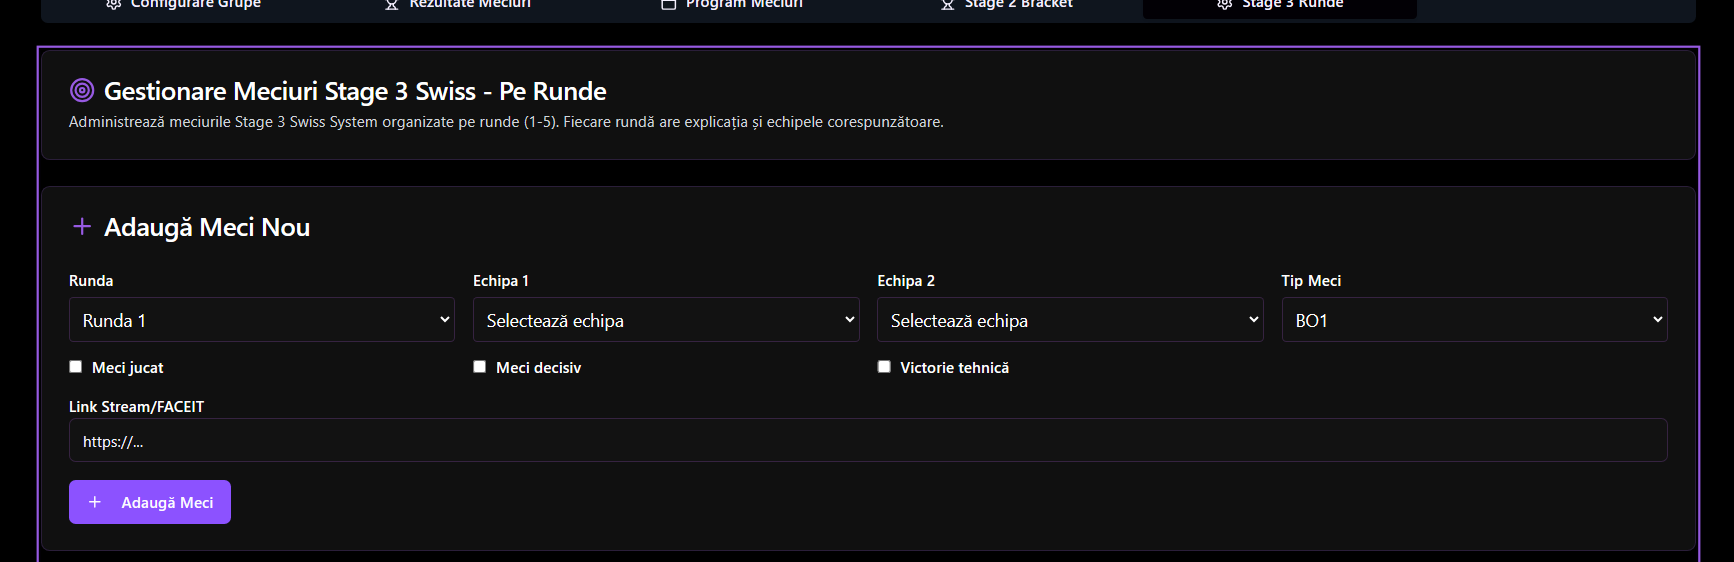 Configurare Grupe
Rezultate Meciuri
Program Meciuri
Stage 2 Bracket
Stage 3 Runde
Gestionare Meciuri Stage 3 Swiss - Pe Runde
Administrează meciurile Stage 3 Swiss System organizate pe runde (1-5). Fiecare rundă are explicația și echipele corespunzătoare.
Adaugă Meci Nou
Runda
Echipa 1
Echipa 2
Tip Meci
Runda 1
Selectează echipa
Selectează echipa
BO1
Meci jucat
Meci decisiv
Victorie tehnică
Link Stream/FACEIT
https://...
Adaugă Meci